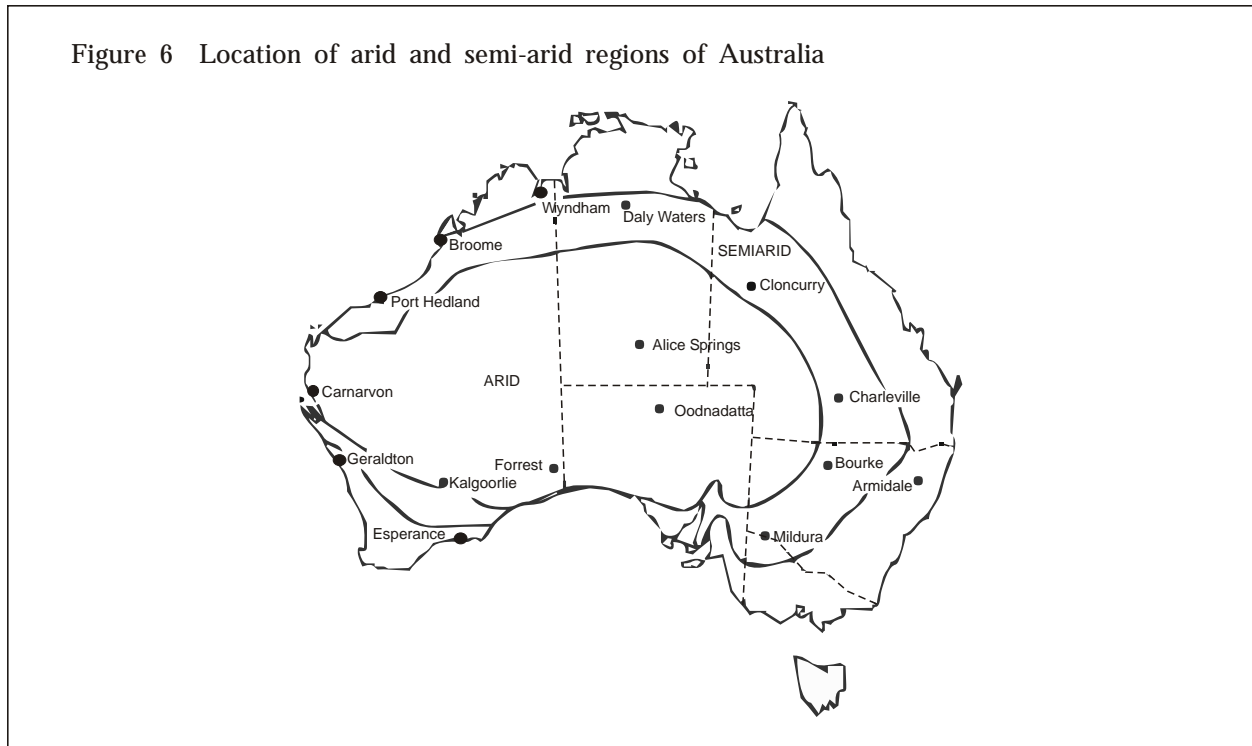 Figure 6 Location of arid and semi-arid regions of Australia
Wyndham
Daly Waters
Broome
SEMIARID
Cloncurry
Port Hedland
Alice Springs
ARID
Carnarvon
Charleville
Oodnadatta
Geraldton
Forrest
Bourke
Kalgoorlie
Armidale
Esperance
Mildura